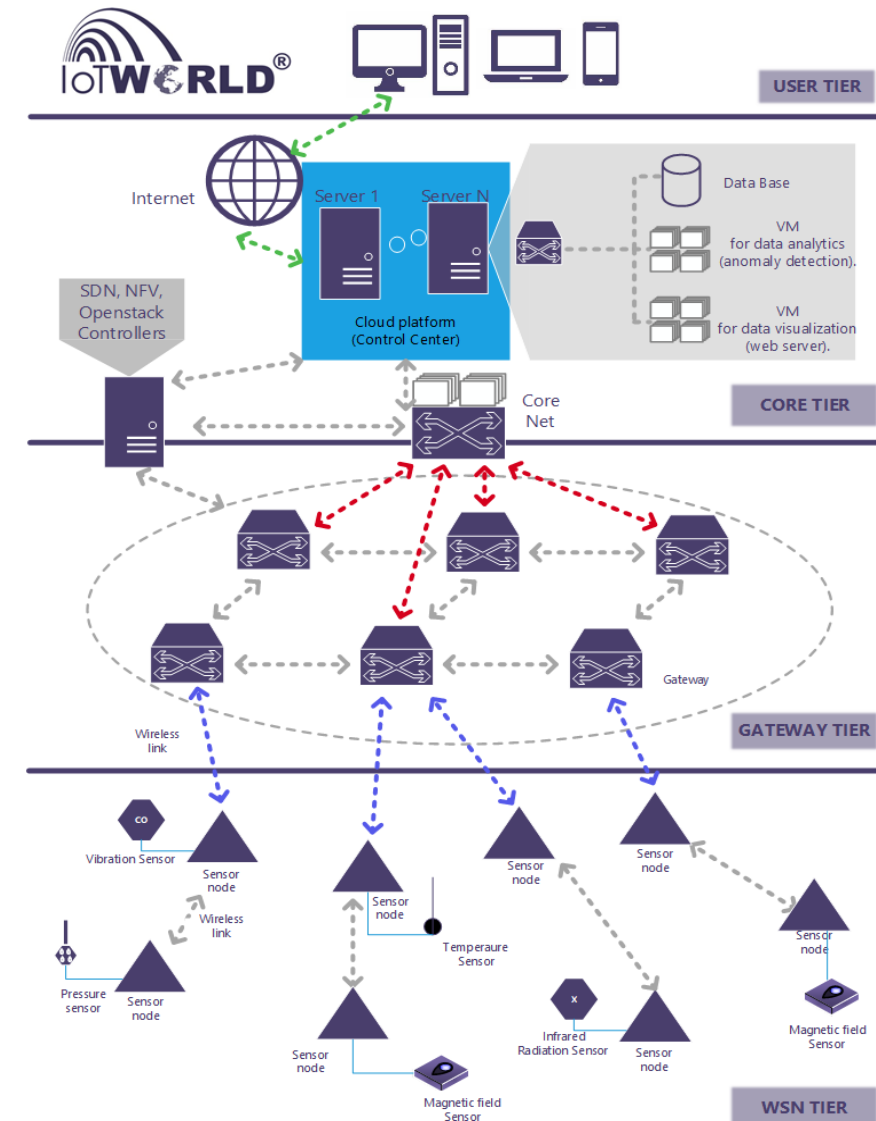 IoTWORLD®
USER TIER
Internet
Server 1
Server N
Data Base
VM
for data analytics
(anomaly detection).
VM
for data visualization
(web server).
Cloud platform
(Control Center)
SDN, NFV,
Openstack
Controllers
Core
Net
CORE TIER
Gateway
GATEWAY TIER
Wireless
link
CO
Vibration Sensor
Sensor
node
Wireless
link
Pressure
sensor
Sensor
node
Sensor
node
Temperaure
Sensor
Sensor
node
Magnetic field
Sensor
Sensor
node
X
Infrared
Radiation Sensor
Sensor
node
Sensor
node
Sensor
node
Magnetic field
Sensor
WSN TIER